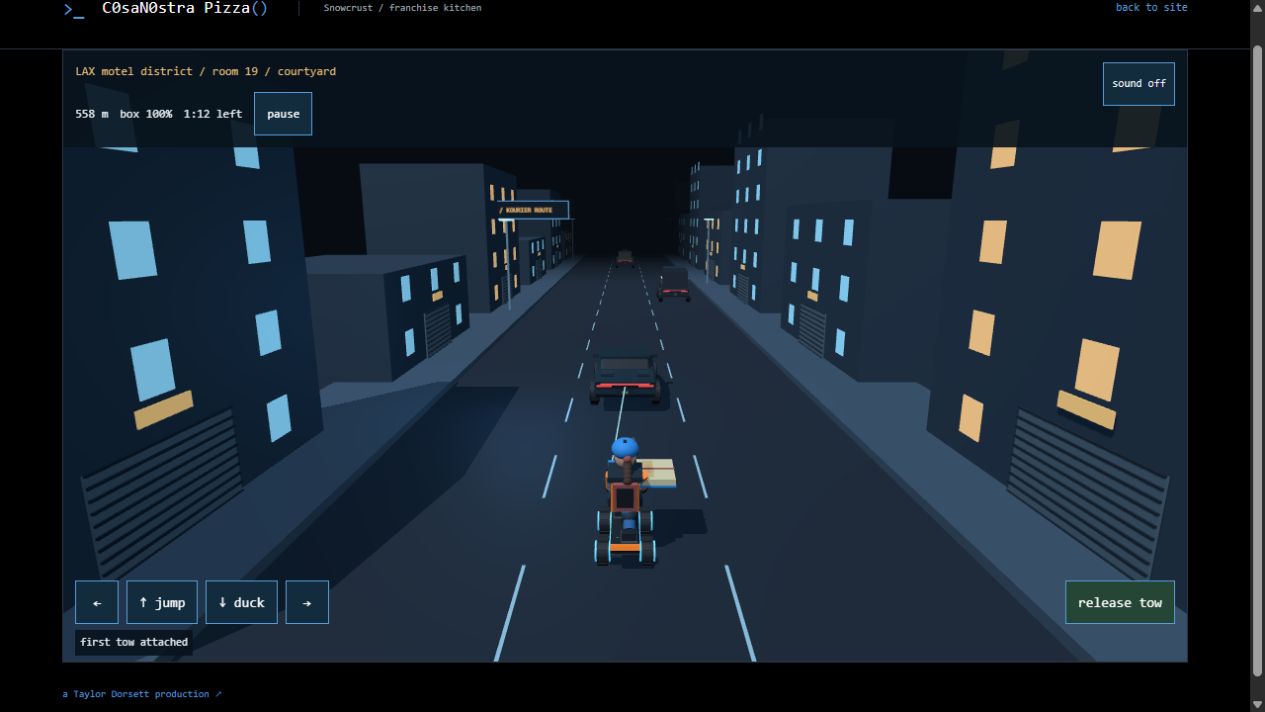 >_ C0saN0stra Pizza()
Snowcrust / franchise kitchen
back to site
LAX motel district / room 19 / courtyard
sound off
558 m box 100% 1:12 left
pause
/ KOURIER ROUTE
← ↑ jump ↓ duck →
release tow
first tow attached
a Taylor Dorsett production ↗